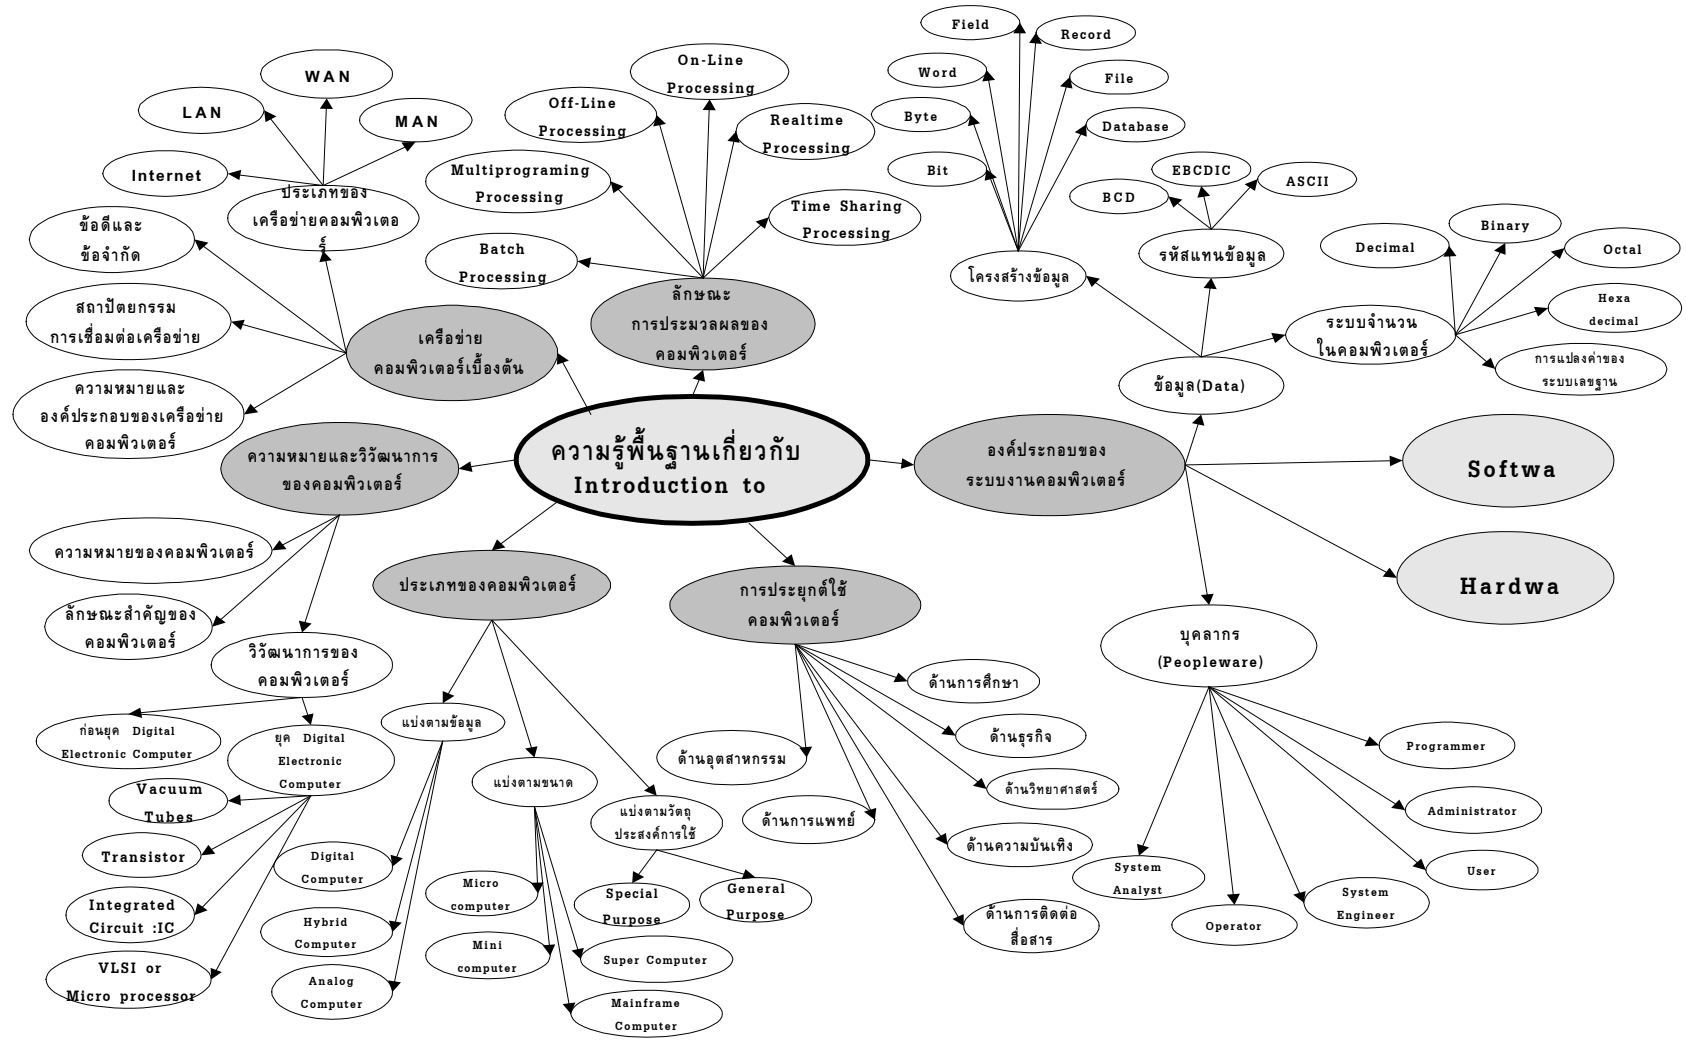 Field
Record
Word
File
Byte
Database
Bit
โครงสร้างข้อมูล
WAN
LAN
MAN
Internet
ประเภทของ
เครือข่ายคอมพิวเตอ
ร์
ข้อดีและ
ข้อจำกัด
สถาปัตยกรรม
การเชื่อมต่อเครือข่าย
ความหมายและ
องค์ประกอบของเครือข่าย
คอมพิวเตอร์
เครือข่าย
คอมพิวเตอร์เบื้องต้น
On-Line
Processing
Off-Line
Processing
Realtime
Processing
Multiprograming
Processing
Time Sharing
Processing
Batch
Processing
ลักษณะ
การประมวลผลของ
คอมพิวเตอร์
EBCDIC
ASCII
BCD
รหัสแทนข้อมูล
Binary
Decimal
Octal
Hexa
decimal
การแปลงค่าของ
ระบบเลขฐาน
ระบบจำนวน
ในคอมพิวเตอร์
ข้อมูล(Data)
ความรู้พื้นฐานเกี่ยวกับ
Introduction to
องค์ประกอบของ
ระบบงานคอมพิวเตอร์
Softwa
Hardwa
บุคลากร
(Peopleware)
Programmer
Administrator
User
System
Analyst
System
Engineer
Operator
ความหมายและวิวัฒนาการ
ของคอมพิวเตอร์
ความหมายของคอมพิวเตอร์
ลักษณะสำคัญของ
คอมพิวเตอร์
วิวัฒนาการของ
คอมพิวเตอร์
ก่อนยุค Digital
Electronic Computer
ยุค Digital
Electronic
Computer
Vacuum
Tubes
Transistor
Integrated
Circuit :IC
VLSI or
Micro processor
ประเภทของคอมพิวเตอร์
แบ่งตามข้อมูล
Digital
Computer
Hybrid
Computer
Analog
Computer
แบ่งตามขนาด
Micro
computer
Mini
computer
Super Computer
Mainframe
Computer
แบ่งตามวัตถุ
ประสงค์การใช้
Special
Purpose
General
Purpose
การประยุกต์ใช้
คอมพิวเตอร์
ด้านการศึกษา
ด้านธุรกิจ
ด้านอุตสาหกรรม
ด้านวิทยาศาสตร์
ด้านการแพทย์
ด้านความบันเทิง
ด้านการติดต่อ
สื่อสาร